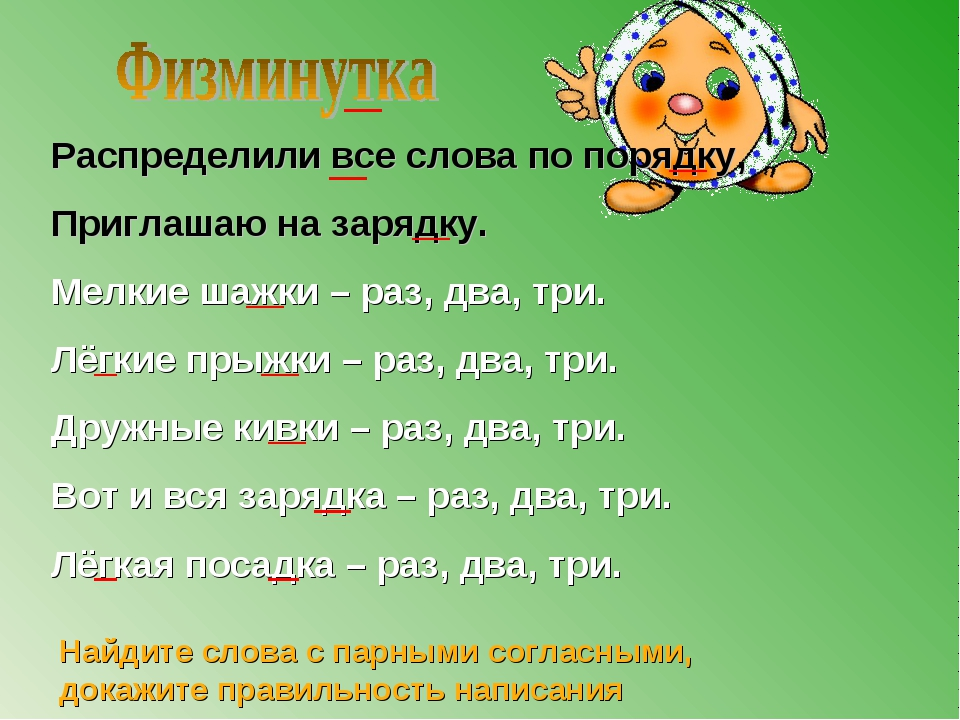 Физминутка
Распределили все слова по порядку,
Приглашаю на зарядку.
Мелкие шажки – раз, два, три.
Лёгкие прыжки – раз, два, три.
Дружные кивки – раз, два, три.
Вот и вся зарядка – раз, два, три.
Лёгкая посадка – раз, два, три.
Найдите слова с парными согласными,
докажите правильность написания